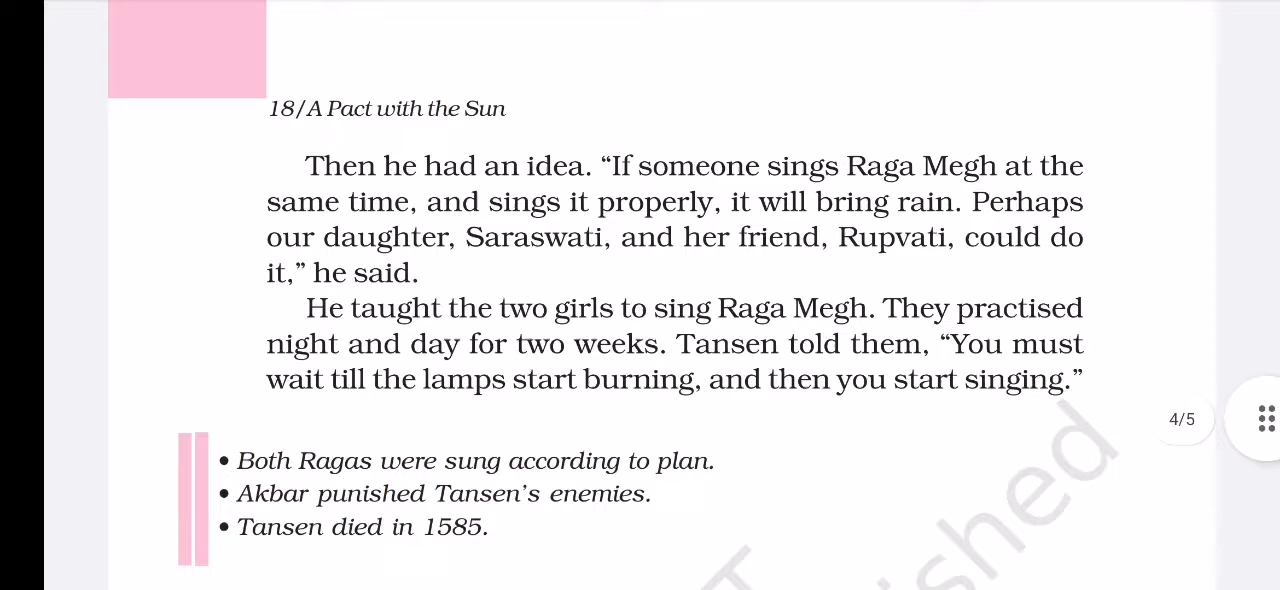 18/A Pact with the Sun
Then he had an idea. “If someone sings Raga Megh at the
same time, and sings it properly, it will bring rain. Perhaps
our daughter, Saraswati, and her friend, Rupvati, could do
it,” he said.
He taught the two girls to sing Raga Megh. They practised
night and day for two weeks. Tansen told them, “You must
wait till the lamps start burning, and then you start singing.”
4/5
• Both Ragas were sung according to plan.
• Akbar punished Tansen’s enemies.
• Tansen died in 1585.